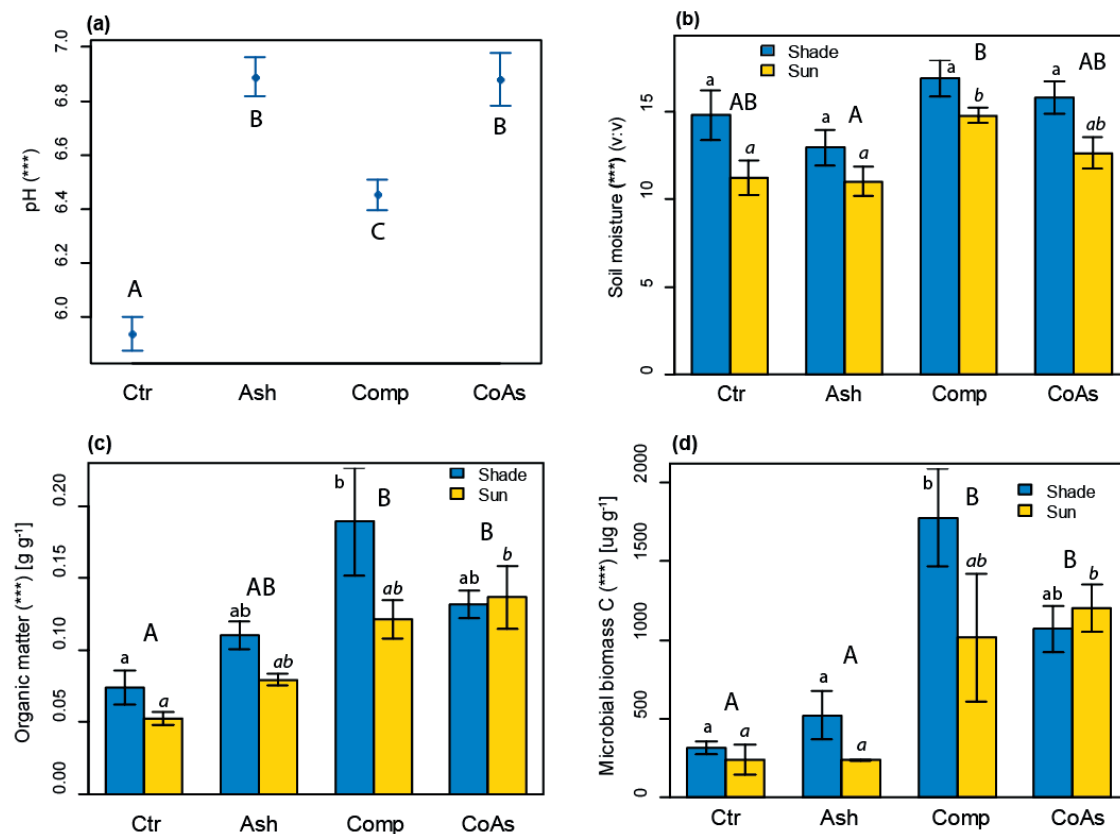 (a)
pH (***)
7.0
6.8
6.6
6.4
6.2
6.0
A
B
C
B
Ctr Ash Comp CoAs
(b)
Soil moisture (***) (v:v)
15
10
5
0
Shade
Sun
a AB a
a A a
a B b
a AB ab
Ctr Ash Comp CoAs
(c)
Organic matter (***) [g g-1]
0.20
0.15
0.10
0.05
0.00
Shade
Sun
a A a
ab AB ab
b B ab
ab B b
Ctr Ash Comp CoAs
(d)
Microbial biomass C (***) [ug g-1]
2000
1500
1000
500
0
Shade
Sun
a A a
a A a
b B ab
ab B b
Ctr Ash Comp CoAs